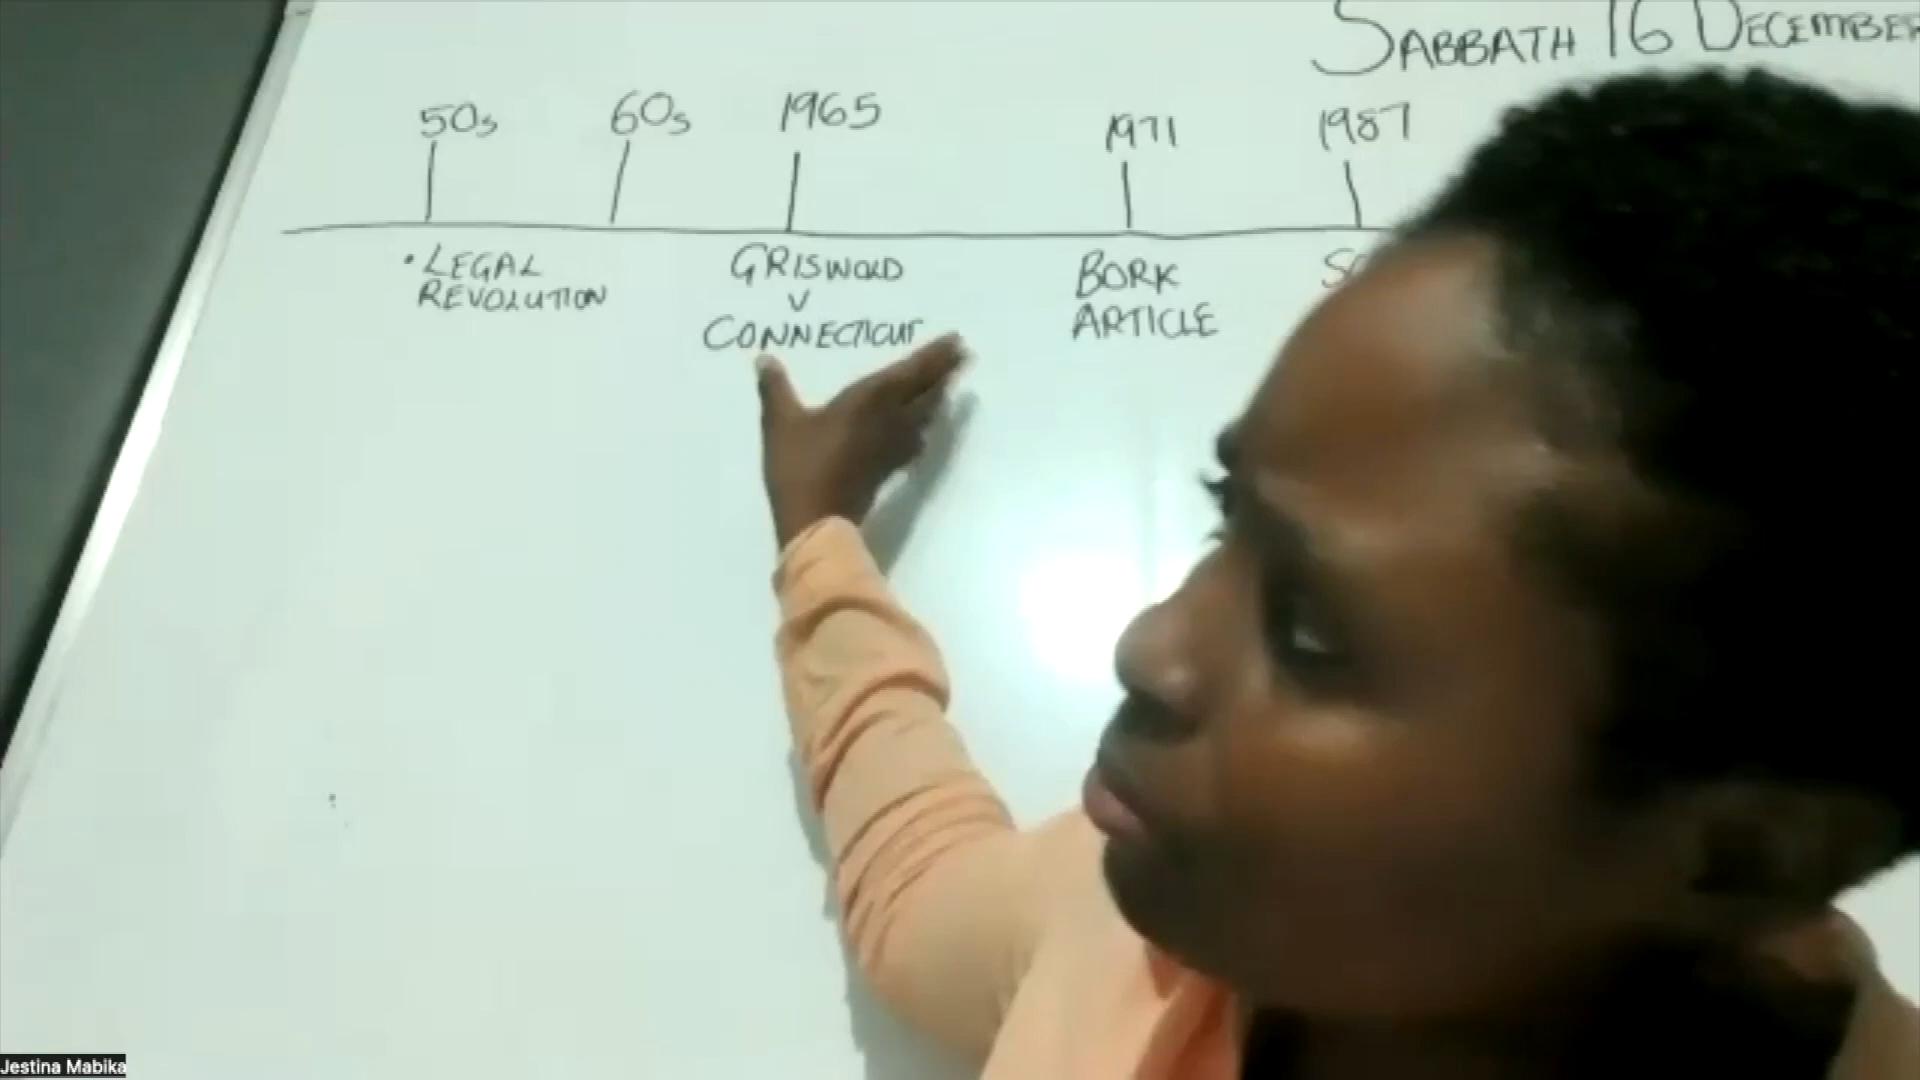 SABBATH 16 DECEMBER
50s 60s 1965 1971 1987
• LEGAL
REVOLUTION
GRISWOLD
V
CONNECTICUT
BORK
ARTICLE
Jestina Mabika